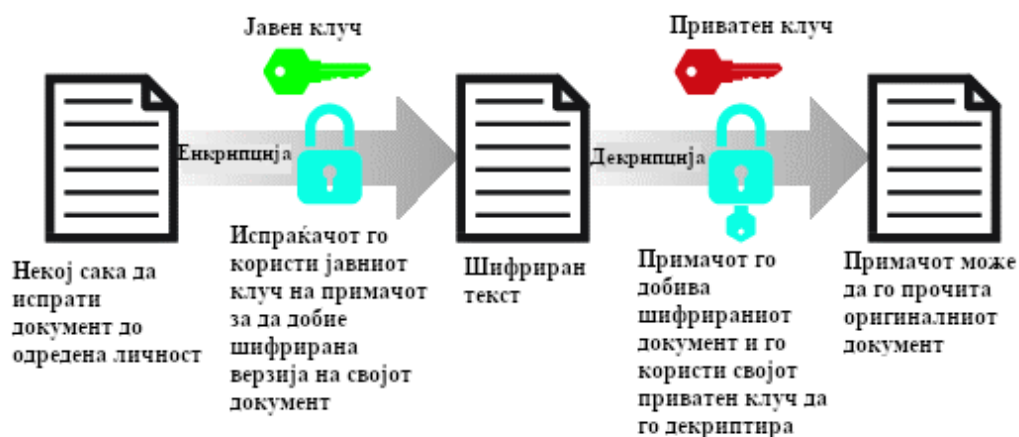 Јавен клуч
Приватен клуч
Енкрипција
Декрипција
Некој сака да
испрати
документ до
одредена личност
Испраќачот го
користи јавниот
клуч на примачот
за да добие
шифрирана
верзија на својот
документ
Шифриран
текст
Примачот го
добива
шифрираниот
документ и го
користи својот
приватен клуч да
го декриптира
Примачот може
да го прочита
оригиналниот
документ